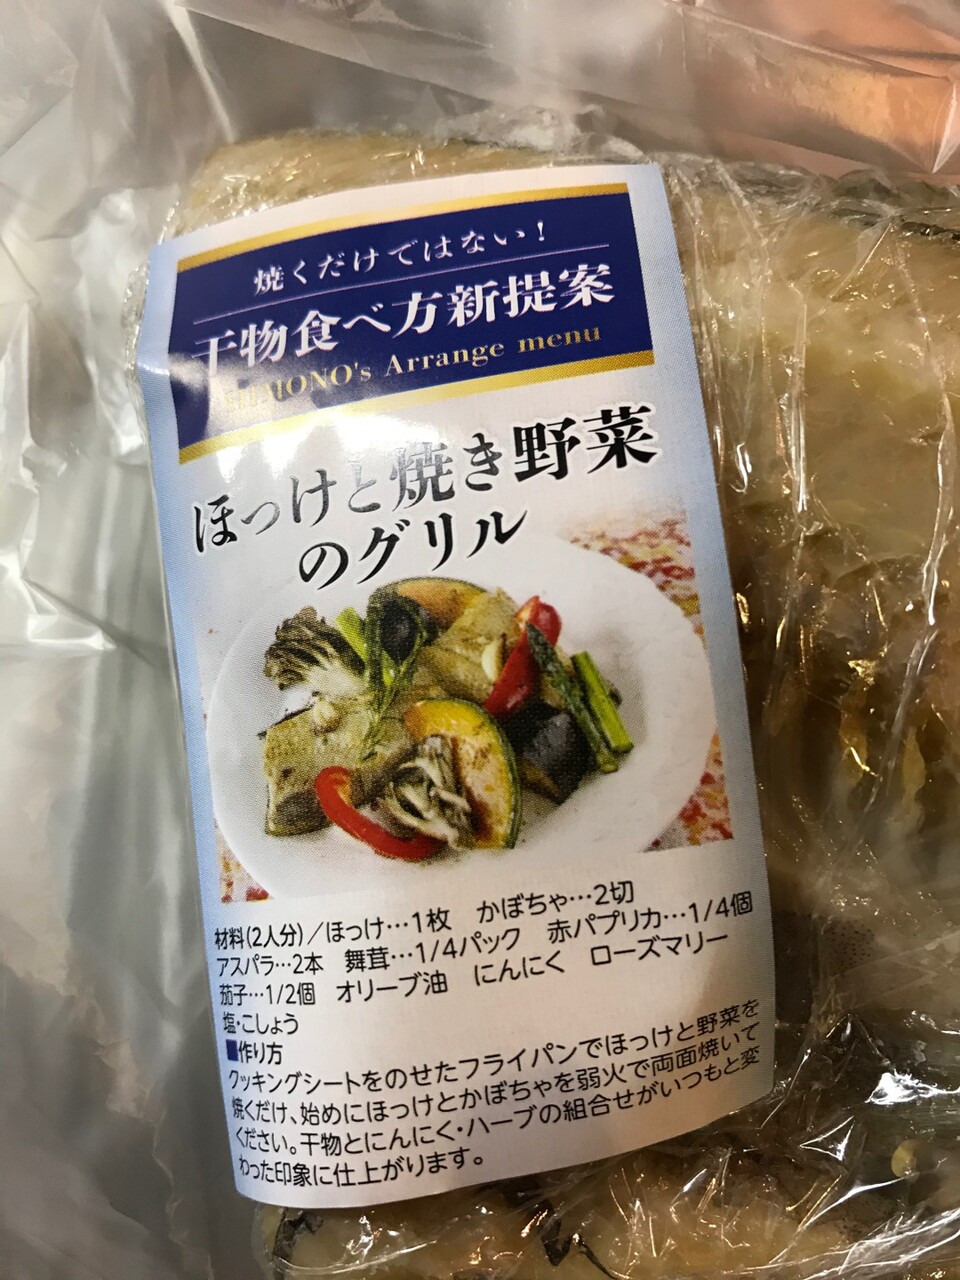 焼くだけではない!
干物食べ方新提案
HIMONO's Arrange menu
ほっけと焼き野菜
のグリル
材料(2人分)/ほっけ…1枚 かぼちゃ…2切
アスパラ…2本 舞茸…1/4パック 赤パプリカ…1/4個
茄子…1/2個 オリーブ油 にんにく ローズマリー
塩・こしょう
■作り方
クッキングシートをのせたフライパンでほっけと野菜を
焼くだけ、始めにほっけとかぼちゃを弱火で両面焼いて
ください。干物とにんにく・ハーブの組合せがいつもと変
わった印象に仕上がります。